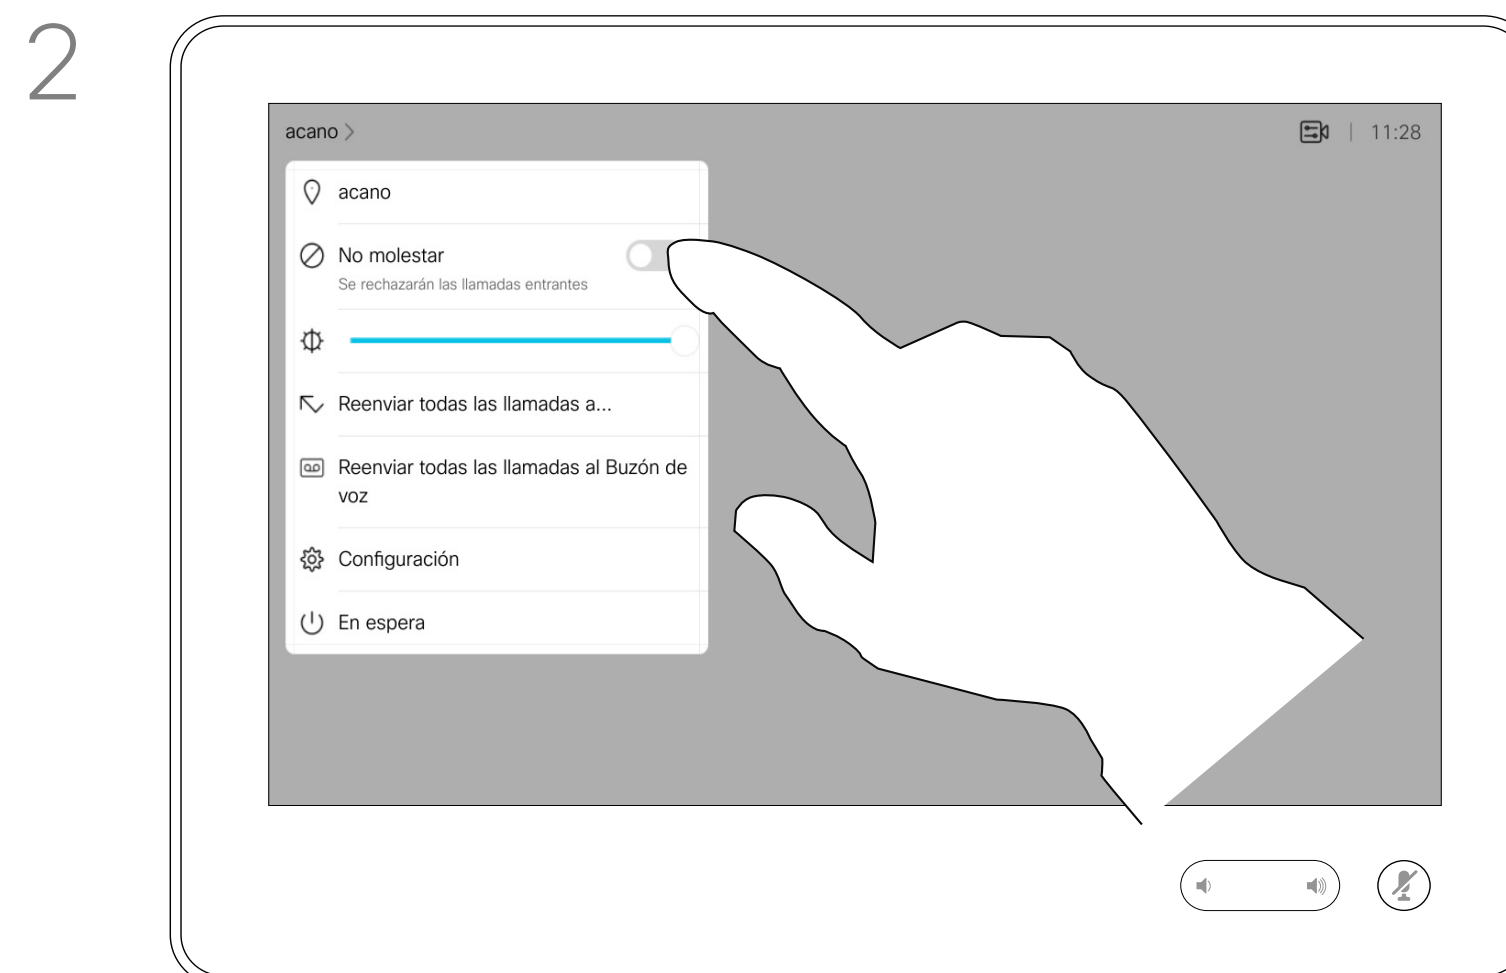 2
acano >
11:28
acano
No molestar
Se rechazarán las llamadas entrantes
Reenviar todas las llamadas a...
Reenviar todas las llamadas al Buzón de
voz
Configuración
En espera